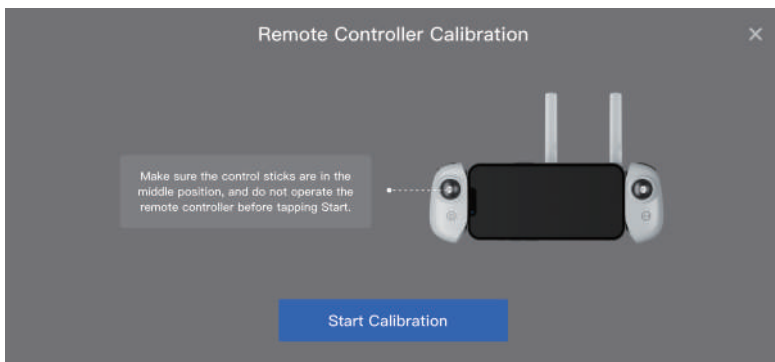 Remote Controller Calibration
Make sure the control sticks are in the
middle position, and do not operate the
remote controller before tapping Start.
Start Calibration